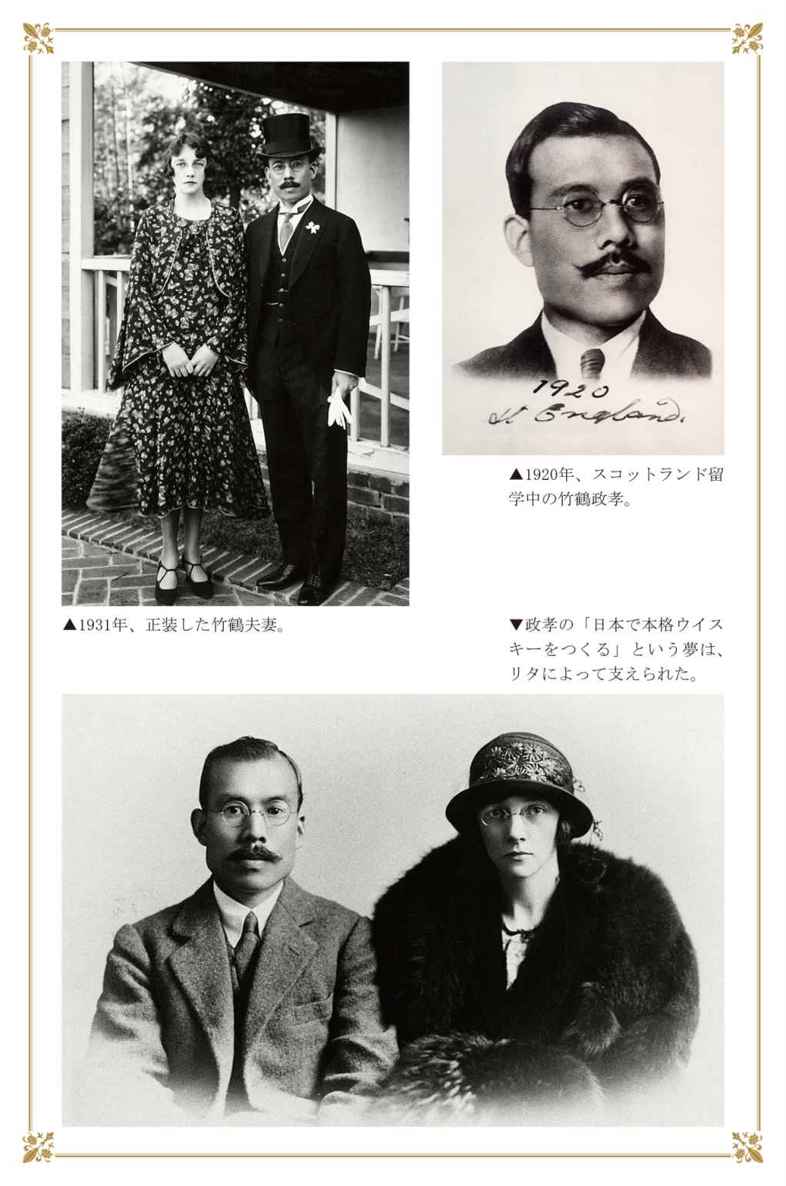 1920
In England.
▲1920年、スコットランド留
学中の竹鶴政孝。
▲1931年、正装した竹鶴夫妻。
▼政孝の「日本で本格ウイス
キーをつくる」という夢は、
リタによって支えられた。